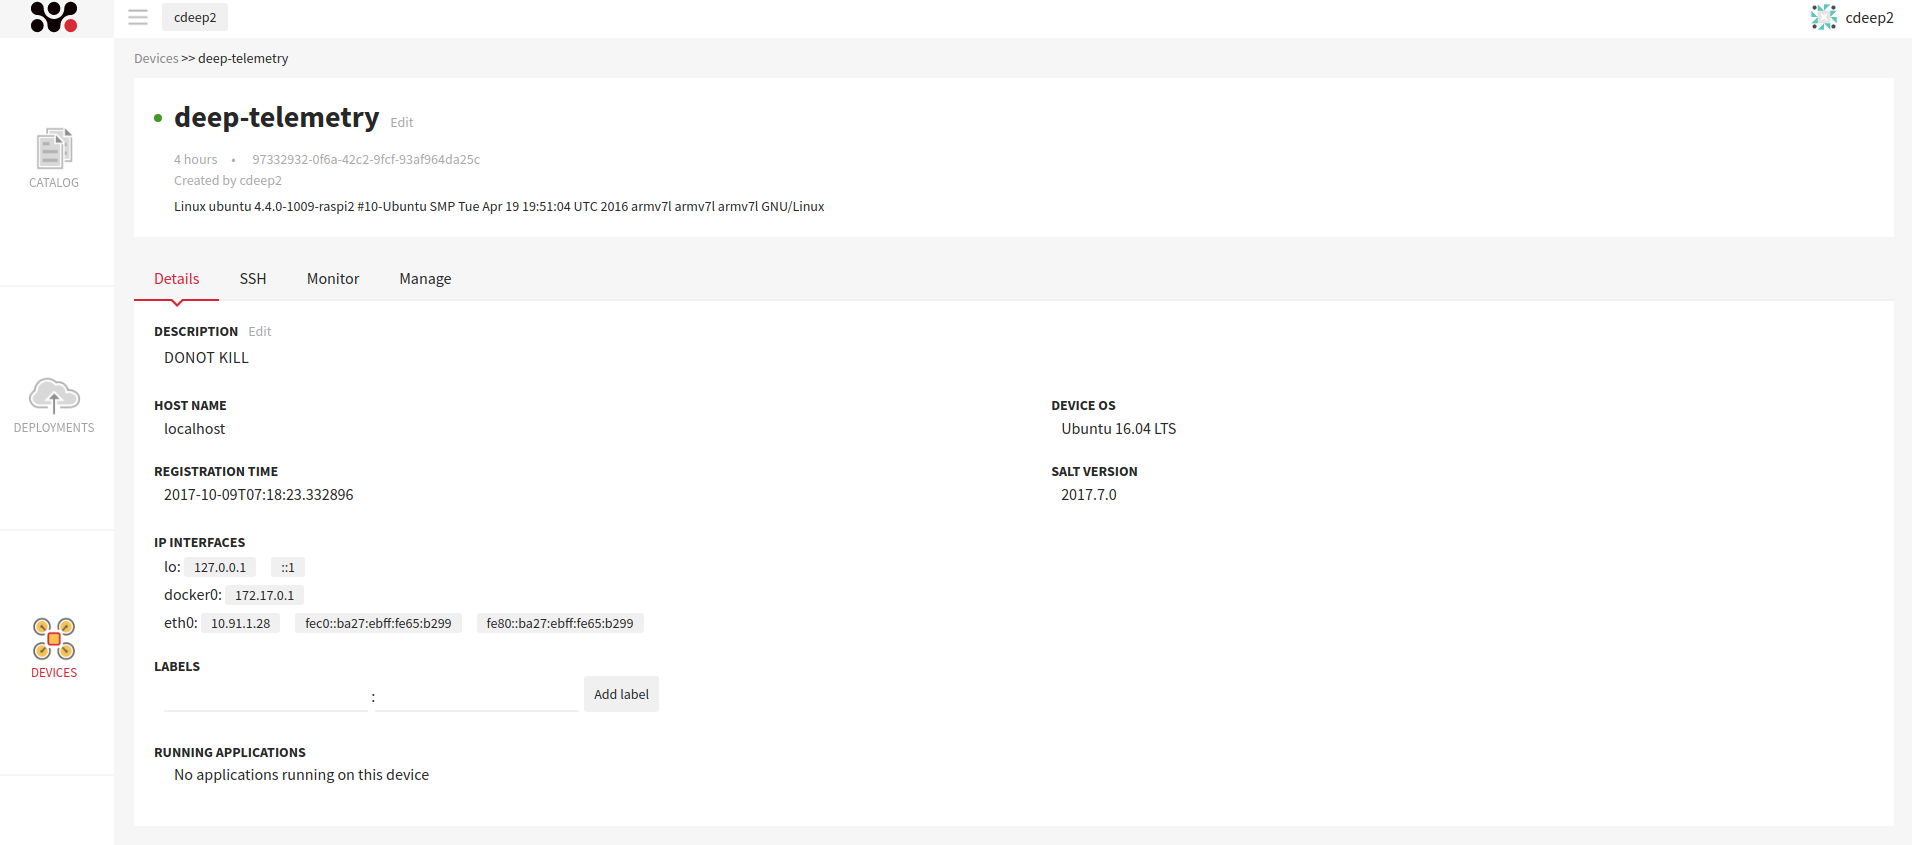 cdeep2
cdeep2
Devices >> deep-telemetry
deep-telemetry Edit
4 hours • 97332932-0f6a-42c2-9fcf-93af964da25c
Created by cdeep2
Linux ubuntu 4.4.0-1009-raspi2 #10-Ubuntu SMP Tue Apr 19 19:51:04 UTC 2016 armv7l armv7l armv7l GNU/Linux
CATALOG
DEPLOYMENTS
DEVICES
Details SSH Monitor Manage
DESCRIPTION Edit
DONOT KILL
HOST NAME
localhost
DEVICE OS
Ubuntu 16.04 LTS
REGISTRATION TIME
2017-10-09T07:18:23.332896
SALT VERSION
2017.7.0
IP INTERFACES
lo: 127.0.0.1 ::1
docker0: 172.17.0.1
eth0: 10.91.1.28 fec0::ba27:ebff:fe65:b299 fe80::ba27:ebff:fe65:b299
LABELS
: Add label
RUNNING APPLICATIONS
No applications running on this device